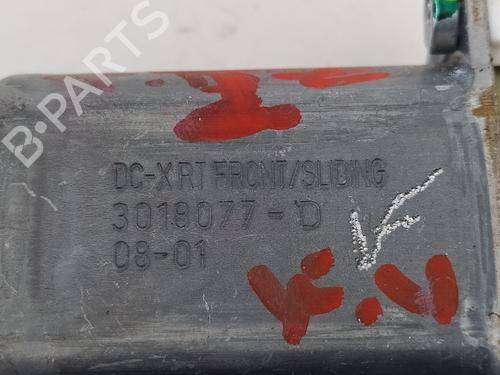 B-PARTS
DC-X RT FRONT/SLIDING
3018077-D
08-01